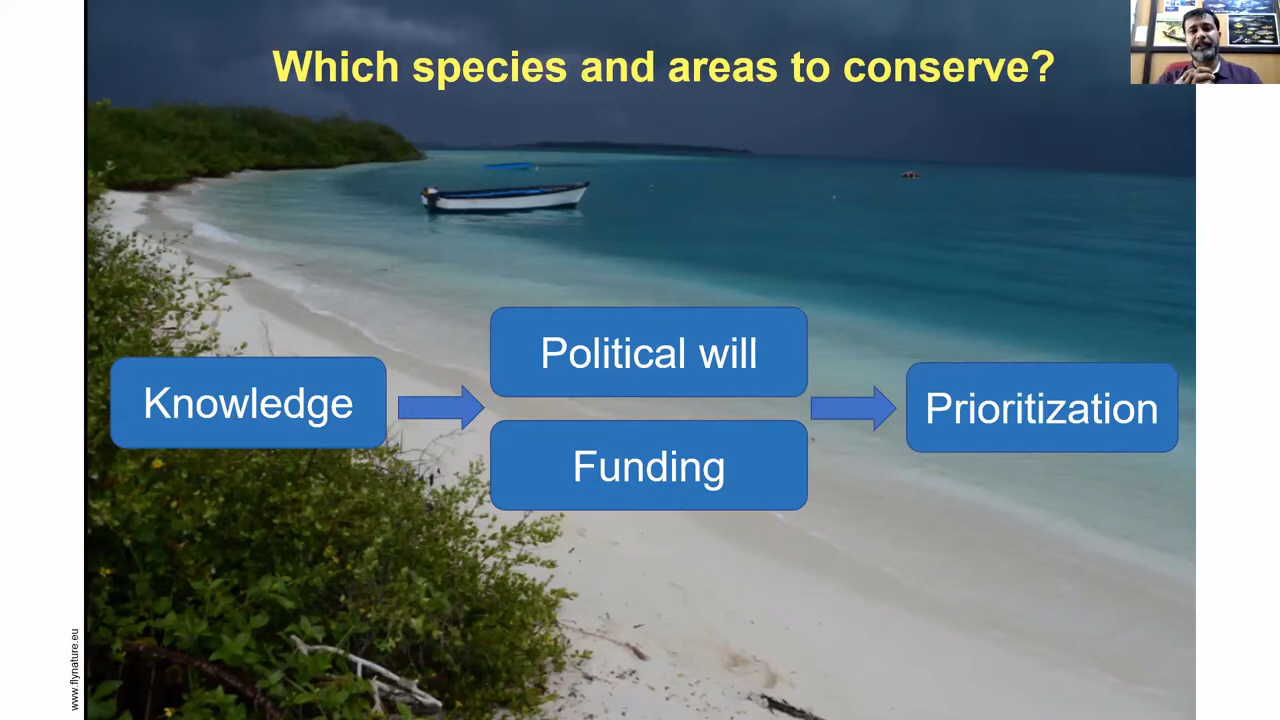 Which species and areas to conserve?
Knowledge
Political will
Funding
Prioritization
www.flynature.eu